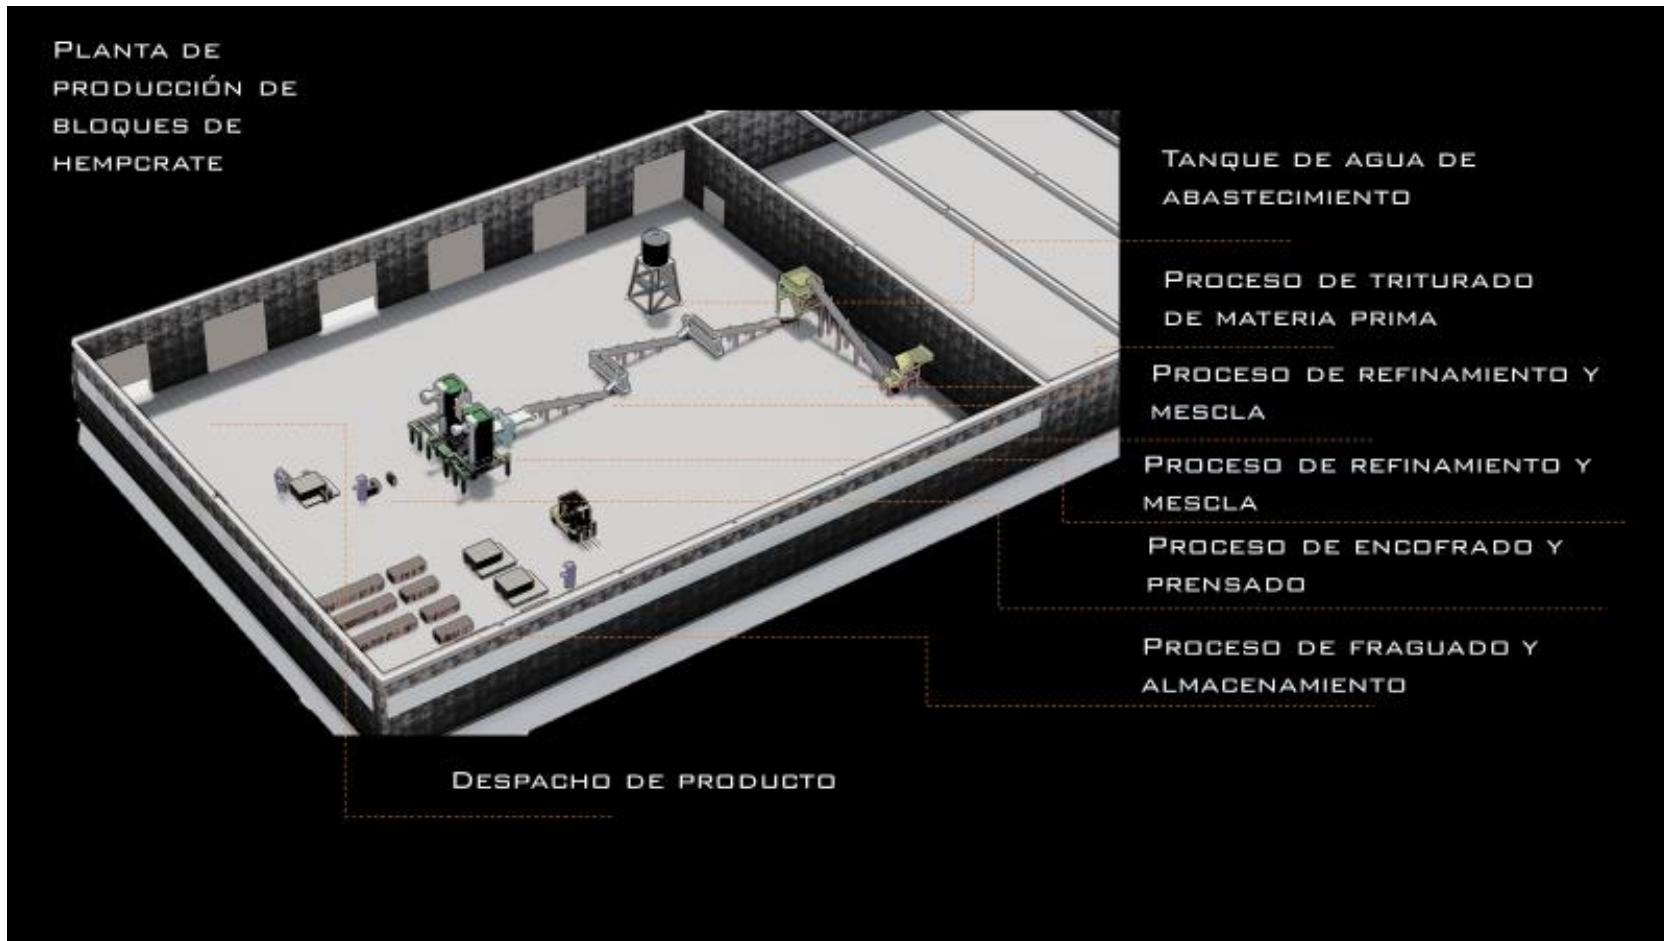 PLANTA DE
PRODUCCIÓN DE
BLOQUES DE
HEMPCRATE
TANQUE DE AGUA DE
ABASTECIMIENTO
PROCESO DE TRITURADO
DE MATERIA PRIMA
PROCESO DE REFINAMIENTO Y
MESCLA
PROCESO DE REFINAMIENTO Y
MESCLA
PROCESO DE ENCOFRADO Y
PRENSADO
PROCESO DE FRAGUADO Y
ALMACENAMIENTO
DESPACHO DE PRODUCTO